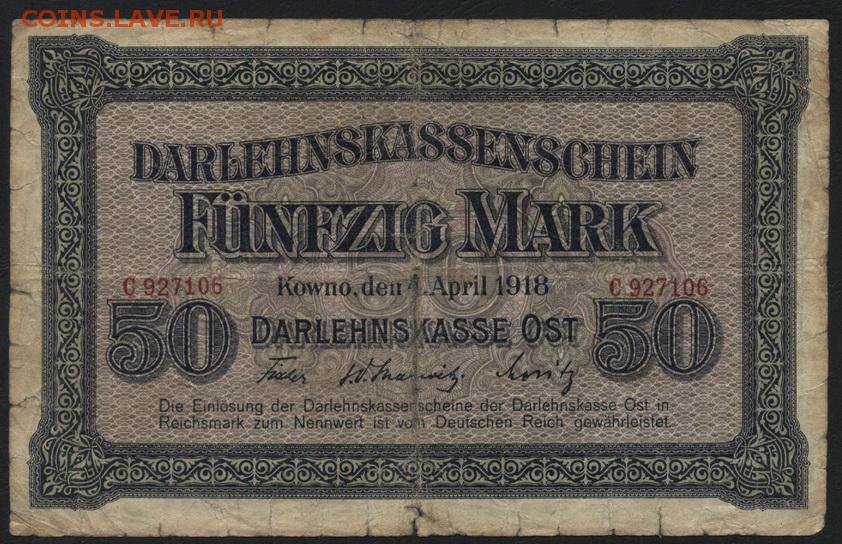 COINS.LAVE.RU
DARLEHNSKASSENSCHEIN
FÜNFZIG MARK
C 927106 C 927106
Kowno, den 4. April 1918
50 DARLEHNSKASSE OST 50
Die Einlösung der Darlehnskassenscheine der Darlehnskasse Ost in
Reichsmark zum Nennwert ist vom Deutschen Reich gewährleistet.